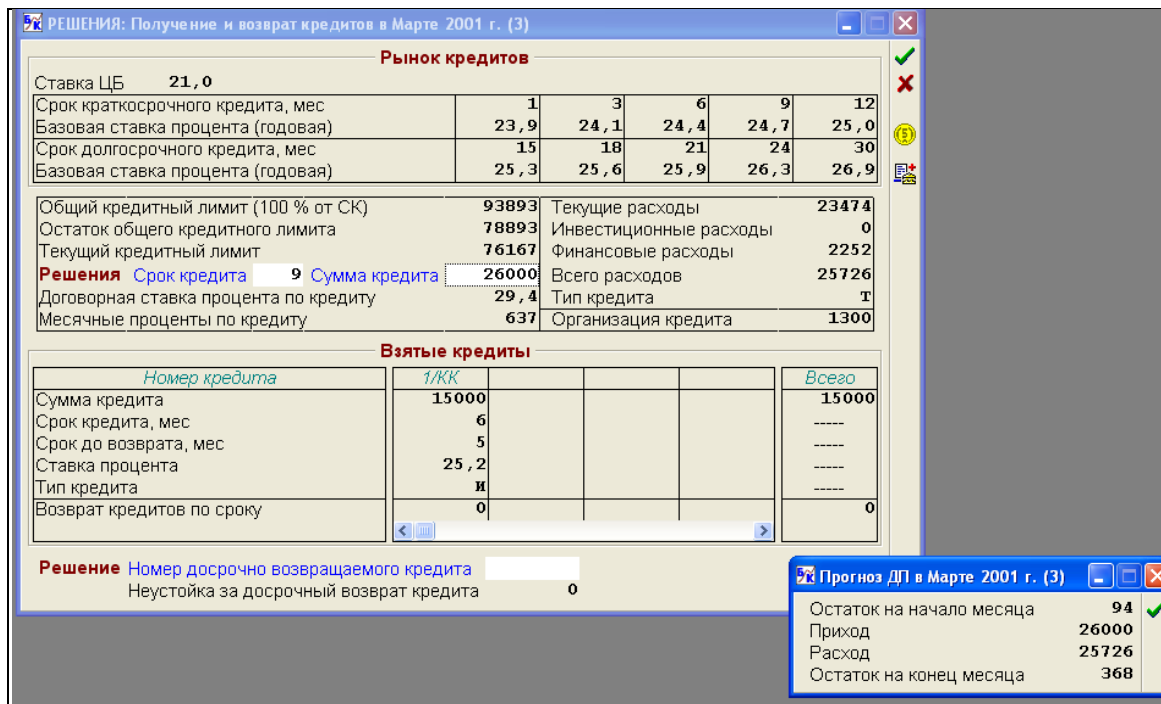 РЕШЕНИЯ: Получение и возврат кредитов в Марте 2001 г. (3)
Рынок кредитов
Ставка ЦБ 21,0
Срок краткосрочного кредита, мес 1 3 6 9 12
Базовая ставка процента (годовая) 23,9 24,1 24,4 24,7 25,0
Срок долгосрочного кредита, мес 15 18 21 24 30
Базовая ставка процента (годовая) 25,3 25,6 25,9 26,3 26,9
Общий кредитный лимит (100 % от СК) 93893 Текущие расходы 23474
Остаток общего кредитного лимита 78893 Инвестиционные расходы 0
Текущий кредитный лимит 76167 Финансовые расходы 2252
Решения Срок кредита 9 Сумма кредита 26000 Всего расходов 25726
Договорная ставка процента по кредиту 29,4 Тип кредита Т
Месячные проценты по кредиту 637 Организация кредита 1300
Взятые кредиты
Номер кредита 1/КК Всего
Сумма кредита 15000 15000
Срок кредита, мес 6 -----
Срок до возврата, мес 5 -----
Ставка процента 25,2 -----
Тип кредита И -----
Возврат кредитов по сроку 0 0
Решение Номер досрочно возвращаемого кредита
Неустойка за досрочный возврат кредита 0
Прогноз ДП в Марте 2001 г. (3)
Остаток на начало месяца 94
Приход 26000
Расход 25726
Остаток на конец месяца 368